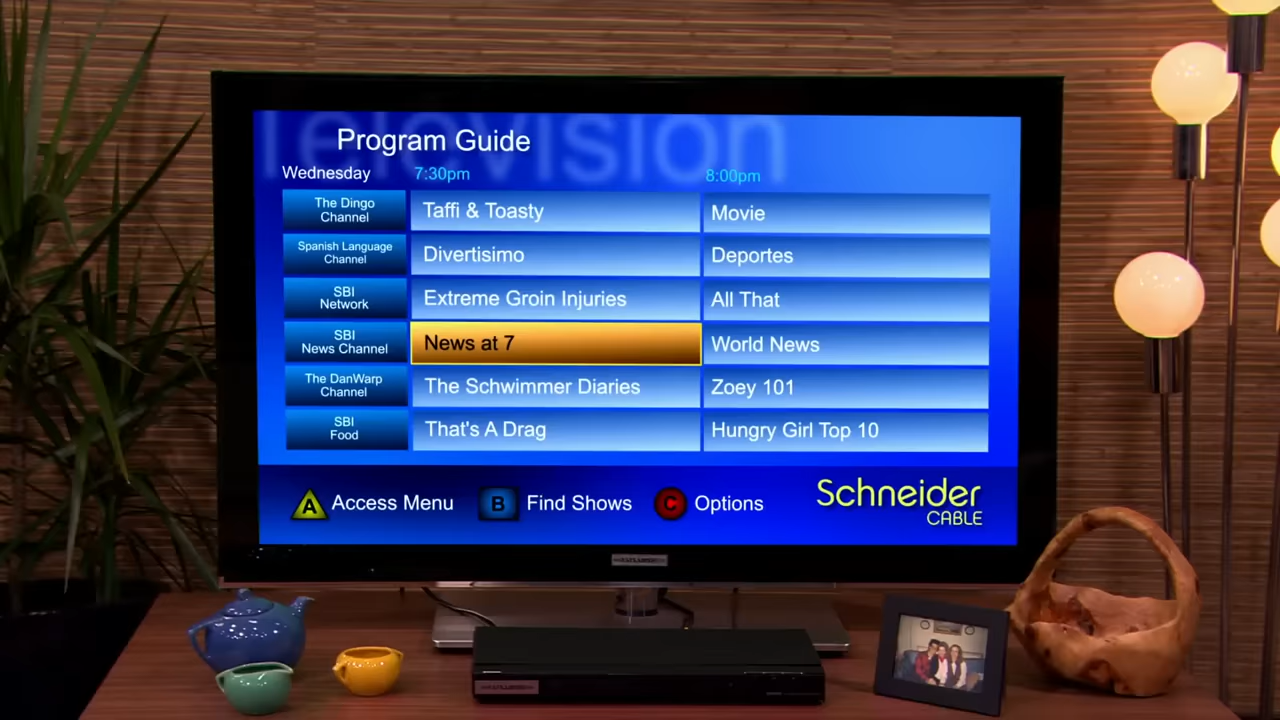 Television
Program Guide
Wednesday 7:30pm 8:00pm
The Dingo
Channel
Taffi & Toasty
Movie
Spanish Language
Channel
Divertisimo
Deportes
SBI
Network
Extreme Groin Injuries
All That
SBI
News Channel
News at 7
World News
The DanWarp
Channel
The Schwimmer Diaries
Zoey 101
SBI
Food
That's A Drag
Hungry Girl Top 10
A Access Menu B Find Shows C Options
Schneider
CABLE